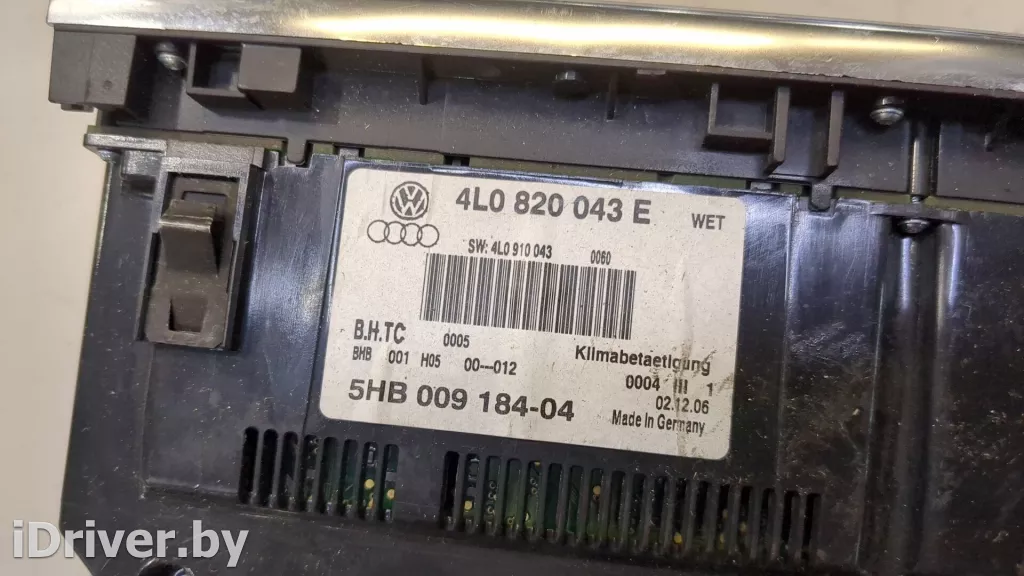 4L0 820 043 E WET
SW: 4L0 910 043 0060
B.H.TC 0005 Klimabetaetigung
BHB 001 H05 00---012 0004 III 1
02.12.06
5HB 009 184-04 Made In Germany
iDriver.by